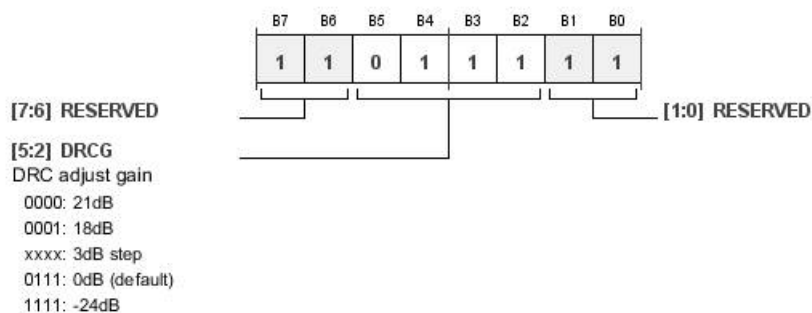 B7 B6 B5 B4 B3 B2 B1 B0
1 1 0 1 1 1 1 1
[7:6] RESERVED
[1:0] RESERVED
[5:2] DRCG
DRC adjust gain
0000: 21dB
0001: 18dB
xxxx: 3dB step
0111: 0dB (default)
1111: -24dB